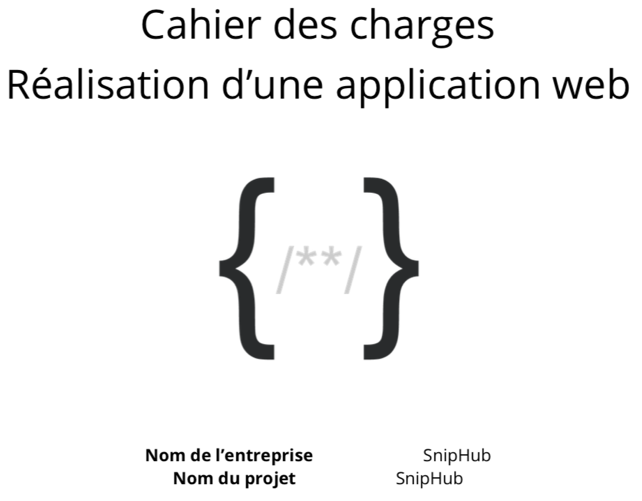 Cahier des charges
Réalisation d’une application web
{ /**/ }
Nom de l’entreprise SnipHub
Nom du projet SnipHub